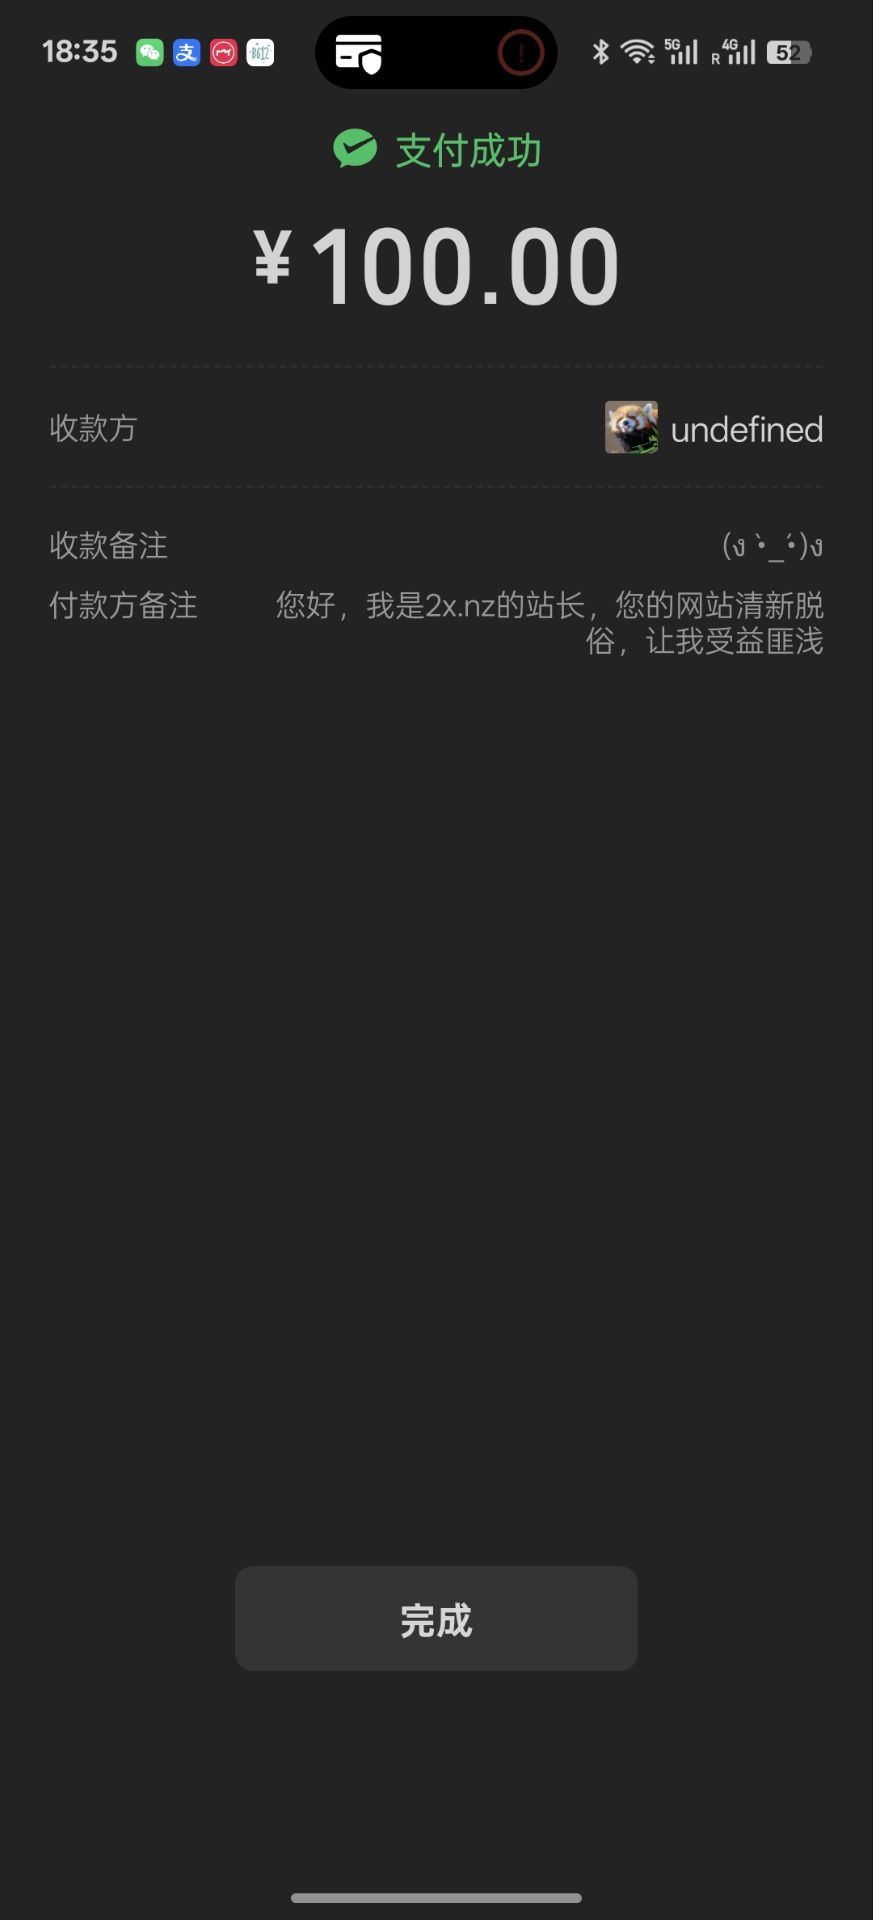 18:35
5G
R 4G
52
支付成功
¥100.00
收款方 undefined
收款备注 (ง •̀_•́)ง
付款方备注 您好，我是2x.nz的站长，您的网站清新脱
俗，让我受益匪浅
完成